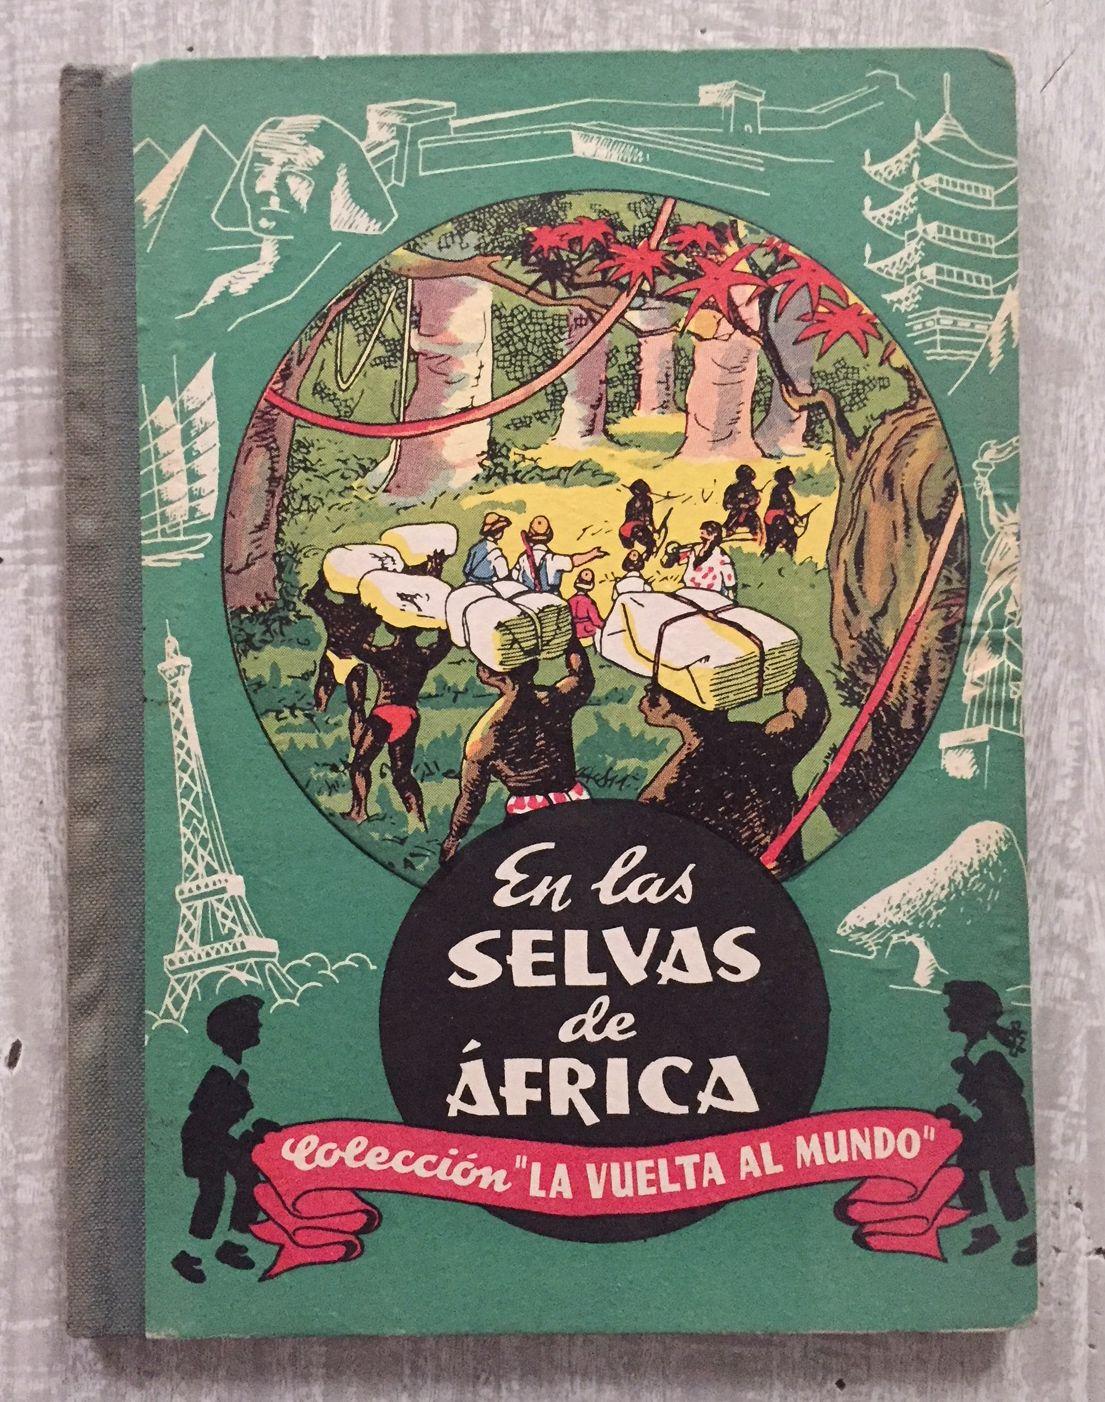 En las
SELVAS
de
ÁFRICA
Colección "LA VUELTA AL MUNDO"